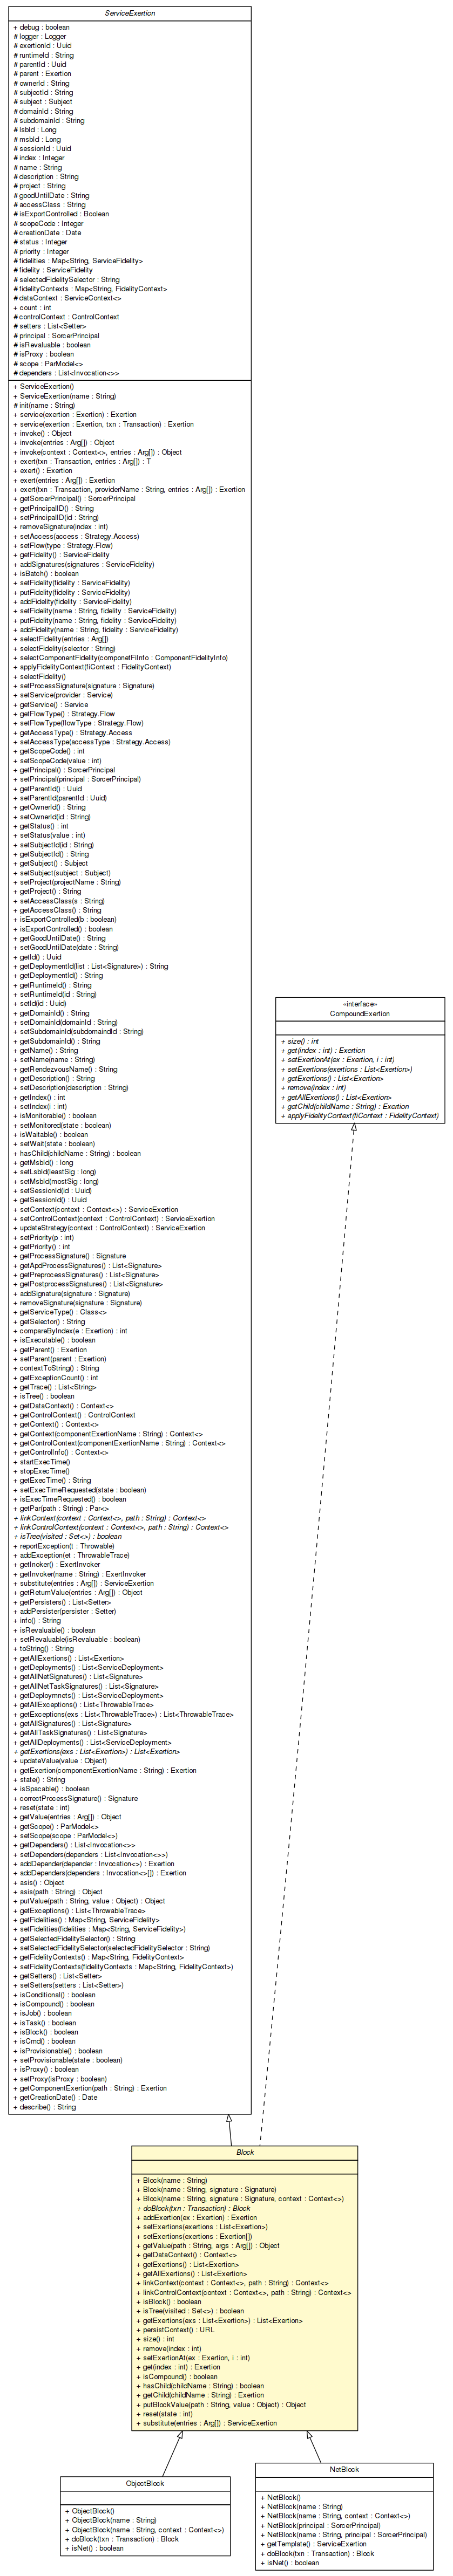 ServiceExertion
+ debug : boolean
# logger : Logger
# exertionId : Uuid
# runtimeId : String
# parentId : Uuid
# parent : Exertion
# ownerId : String
# subjectId : String
# subject : Subject
# domainId : String
# subdomainId : String
# lsbId : Long
# msbId : Long
# sessionId : Uuid
# index : Integer
# name : String
# description : String
# project : String
# goodUntilDate : String
# accessClass : String
# isExportControlled : Boolean
# scopeCode : Integer
# creationDate : Date
# status : Integer
# priority : Integer
# fidelities : Map<String, ServiceFidelity>
# fidelity : ServiceFidelity
# selectedFidelitySelector : String
# fidelityContexts : Map<String, FidelityContext>
# dataContext : ServiceContext<>
+ count : int
# controlContext : ControlContext
# setters : List<Setter>
# principal : SorcerPrincipal
# isRevaluable : boolean
# isProxy : boolean
# scope : ParModel<>
# dependers : List<Invocation<>>
+ ServiceExertion()
+ ServiceExertion(name : String)
# init(name : String)
+ service(exertion : Exertion) : Exertion
+ service(exertion : Exertion, txn : Transaction) : Exertion
+ invoke() : Object
+ invoke(entries : Arg[]) : Object
+ invoke(context : Context<>, entries : Arg[]) : Object
+ exert(txn : Transaction, entries : Arg[]) : T
+ exert() : Exertion
+ exert(entries : Arg[]) : Exertion
+ exert(txn : Transaction, providerName : String, entries : Arg[]) : Exertion
+ getSorcerPrincipal() : SorcerPrincipal
+ getPrincipalID() : String
+ setPrincipalID(id : String)
+ removeSignature(index : int)
+ setAccess(access : Strategy.Access)
+ setFlow(type : Strategy.Flow)
+ getFidelity() : ServiceFidelity
+ addSignatures(signatures : ServiceFidelity)
+ isBatch() : boolean
+ setFidelity(fidelity : ServiceFidelity)
+ putFidelity(fidelity : ServiceFidelity)
+ addFidelity(fidelity : ServiceFidelity)
+ setFidelity(name : String, fidelity : ServiceFidelity)
+ putFidelity(name : String, fidelity : ServiceFidelity)
+ addFidelity(name : String, fidelity : ServiceFidelity)
+ selectFidelity(entries : Arg[])
+ selectFidelity(selector : String)
+ selectComponentFidelity(componetFiInfo : ComponentFidelityInfo)
+ applyFidelityContext(fiContext : FidelityContext)
+ selectFidelity()
+ setProcessSignature(signature : Signature)
+ setService(provider : Service)
+ getService() : Service
+ getFlowType() : Strategy.Flow
+ setFlowType(flowType : Strategy.Flow)
+ getAccessType() : Strategy.Access
+ setAccessType(accessType : Strategy.Access)
+ getScopeCode() : int
+ setScopeCode(value : int)
+ getPrincipal() : SorcerPrincipal
+ setPrincipal(principal : SorcerPrincipal)
+ getParentId() : Uuid
+ setParentId(parentId : Uuid)
+ getOwnerId() : String
+ setOwnerId(id : String)
+ getStatus() : int
+ setStatus(value : int)
+ setSubjectId(id : String)
+ getSubjectId() : String
+ getSubject() : Subject
+ setSubject(subject : Subject)
+ setProject(projectName : String)
+ getProject() : String
+ setAccessClass(s : String)
+ getAccessClass() : String
+ isExportControlled(b : boolean)
+ isExportControlled() : boolean
+ getGoodUntilDate() : String
+ setGoodUntilDate(date : String)
+ getId() : Uuid
+ getDeploymentId(list : List<Signature>) : String
+ getDeploymentId() : String
+ getRuntimeId() : String
+ setRuntimeId(id : String)
+ setId(id : Uuid)
+ getDomainId() : String
+ setDomainId(domainId : String)
+ setSubdomainId(subdomaindId : String)
+ getSubdomainId() : String
+ getName() : String
+ setName(name : String)
+ getRendezvousName() : String
+ getDescription() : String
+ setDescription(description : String)
+ getIndex() : int
+ setIndex(i : int)
+ isMonitorable() : boolean
+ setMonitored(state : boolean)
+ isWaitable() : boolean
+ setWait(state : boolean)
+ hasChild(childName : String) : boolean
+ getMsbId() : long
+ setLsbId(leastSig : long)
+ setMsbId(mostSig : long)
+ setSessionId(id : Uuid)
+ getSessionId() : Uuid
+ setContext(context : Context<>) : ServiceExertion
+ setControlContext(context : ControlContext) : ServiceExertion
+ updateStrategy(context : ControlContext) : ServiceExertion
+ setPriority(p : int)
+ getPriority() : int
+ getProcessSignature() : Signature
+ getApdProcessSignatures() : List<Signature>
+ getPreprocessSignatures() : List<Signature>
+ getPostprocessSignatures() : List<Signature>
+ addSignature(signature : Signature)
+ removeSignature(signature : Signature)
+ getServiceType() : Class<>
+ getSelector() : String
+ compareByIndex(e : Exertion) : int
+ isExecutable() : boolean
+ getParent() : Exertion
+ setParent(parent : Exertion)
+ contextToString() : String
+ getExceptionCount() : int
+ getTrace() : List<String>
+ isTree() : boolean
+ getDataContext() : Context<>
+ getControlContext() : ControlContext
+ getContext() : Context<>
+ getContext(componentExertionName : String) : Context<>
+ getControlContext(componentExertionName : String) : Context<>
+ getControlInfo() : Context<>
+ startExecTime()
+ stopExecTime()
+ getExecTime() : String
+ setExecTimeRequested(state : boolean)
+ isExecTimeRequested() : boolean
+ getPar(path : String) : Par<>
+ linkContext(context : Context<>, path : String) : Context<>
+ linkControlContext(context : Context<>, path : String) : Context<>
+ isTree(visited : Set<>) : boolean
+ reportException(t : Throwable)
+ addException(et : ThrowableTrace)
+ getInoker() : ExertInvoker
+ getInvoker(name : String) : ExertInvoker
+ substitute(entries : Arg[]) : ServiceExertion
+ getReturnValue(entries : Arg[]) : Object
+ getPersisters() : List<Setter>
+ addPersister(persister : Setter)
+ info() : String
+ isRevaluable() : boolean
+ setRevaluable(isRevaluable : boolean)
+ toString() : String
+ getAllExertions() : List<Exertion>
+ getDeployments() : List<ServiceDeployment>
+ getAllNetSignatures() : List<Signature>
+ getAllNetTaskSignatures() : List<Signature>
+ getDeploymnets() : List<ServiceDeployment>
+ getAllExceptions() : List<ThrowableTrace>
+ getExceptions(exs : List<ThrowableTrace>) : List<ThrowableTrace>
+ getAllSignatures() : List<Signature>
+ getAllTaskSignatures() : List<Signature>
+ getAllDeployments() : List<ServiceDeployment>
+ getExertions(exs : List<Exertion>) : List<Exertion>
+ updateValue(value : Object)
+ getExertion(componentExertionName : String) : Exertion
+ state() : String
+ isSpacable() : boolean
+ correctProcessSignature() : Signature
+ reset(state : int)
+ getValue(entries : Arg[]) : Object
+ getScope() : ParModel<>
+ setScope(scope : ParModel<>)
+ getDependers() : List<Invocation<>>
+ setDependers(dependers : List<Invocation<>>)
+ addDepender(depender : Invocation<>) : Exertion
+ addDependers(dependers : Invocation<>[]) : Exertion
+ asis() : Object
+ asis(path : String) : Object
+ putValue(path : String, value : Object) : Object
+ getExceptions() : List<ThrowableTrace>
+ getFidelities() : Map<String, ServiceFidelity>
+ setFidelities(fidelities : Map<String, ServiceFidelity>)
+ getSelectedFidelitySelector() : String
+ setSelectedFidelitySelector(selectedFidelitySelector : String)
+ getFidelityContexts() : Map<String, FidelityContext>
+ setFidelityContexts(fidelityContexts : Map<String, FidelityContext>)
+ getSetters() : List<Setter>
+ setSetters(setters : List<Setter>)
+ isConditional() : boolean
+ isCompound() : boolean
+ isJob() : boolean
+ isTask() : boolean
+ isBlock() : boolean
+ isCmd() : boolean
+ isProvisionable() : boolean
+ setProvisionable(state : boolean)
+ isProxy() : boolean
+ setProxy(isProxy : boolean)
+ getComponentExertion(path : String) : Exertion
+ getCreationDate() : Date
+ describe() : String
«interface»
CompoundExertion
+ size() : int
+ get(index : int) : Exertion
+ setExertionAt(ex : Exertion, i : int)
+ setExertions(exertions : List<Exertion>)
+ getExertions() : List<Exertion>
+ remove(index : int)
+ getAllExertions() : List<Exertion>
+ getChild(childName : String) : Exertion
+ applyFidelityContext(fiContext : FidelityContext)
Block
+ Block(name : String)
+ Block(name : String, signature : Signature)
+ Block(name : String, signature : Signature, context : Context<>)
+ doBlock(txn : Transaction) : Block
+ addExertion(ex : Exertion) : Exertion
+ setExertions(exertions : List<Exertion>)
+ setExertions(exertions : Exertion[])
+ getValue(path : String, args : Arg[]) : Object
+ getDataContext() : Context<>
+ getExertions() : List<Exertion>
+ getAllExertions() : List<Exertion>
+ linkContext(context : Context<>, path : String) : Context<>
+ linkControlContext(context : Context<>, path : String) : Context<>
+ isBlock() : boolean
+ isTree(visited : Set<>) : boolean
+ getExertions(exs : List<Exertion>) : List<Exertion>
+ persistContext() : URL
+ size() : int
+ remove(index : int)
+ setExertionAt(ex : Exertion, i : int)
+ get(index : int) : Exertion
+ isCompound() : boolean
+ hasChild(childName : String) : boolean
+ getChild(childName : String) : Exertion
+ putBlockValue(path : String, value : Object) : Object
+ reset(state : int)
+ substitute(entries : Arg[]) : ServiceExertion
ObjectBlock
+ ObjectBlock()
+ ObjectBlock(name : String)
+ ObjectBlock(name : String, context : Context<>)
+ doBlock(txn : Transaction) : Block
+ isNet() : boolean
NetBlock
+ NetBlock()
+ NetBlock(name : String)
+ NetBlock(name : String, context : Context<>)
+ NetBlock(principal : SorcerPrincipal)
+ NetBlock(name : String, principal : SorcerPrincipal)
+ getTemplate() : ServiceExertion
+ doBlock(txn : Transaction) : Block
+ isNet() : boolean